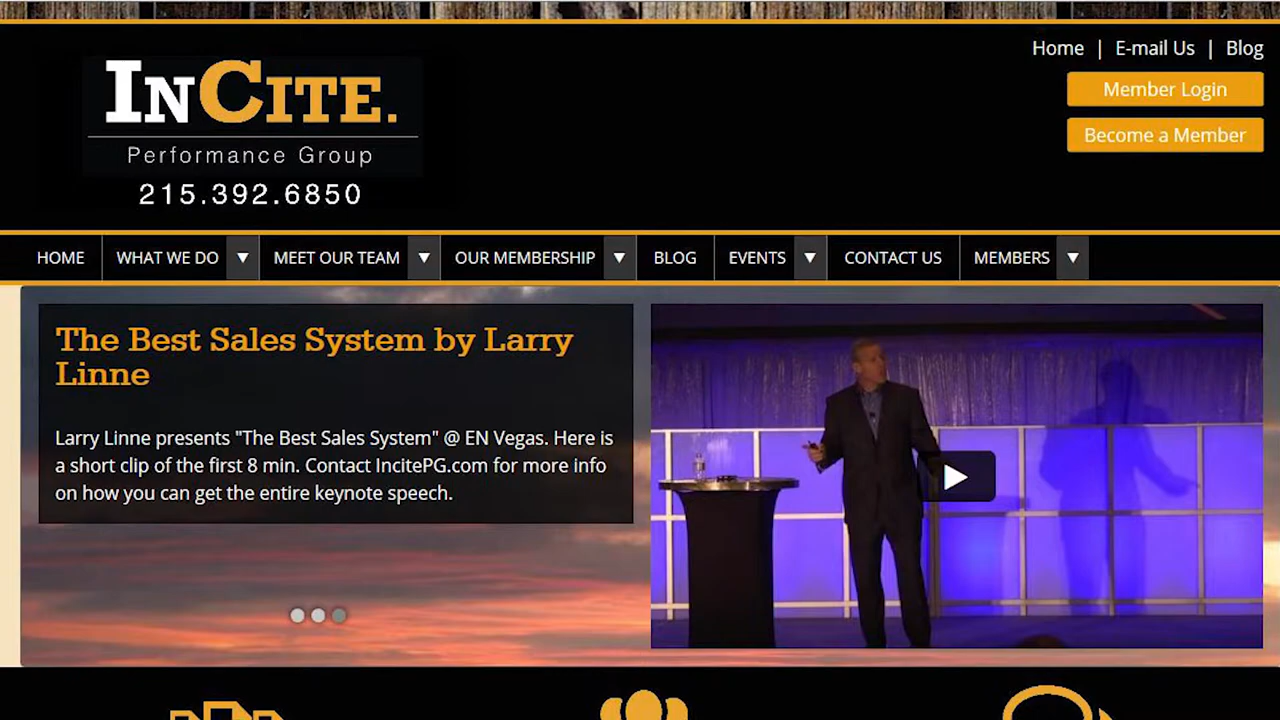 Home | E-mail Us | Blog
INCITE.
Member Login
Become a Member
Performance Group
215.392.6850
HOME WHAT WE DO ▼ MEET OUR TEAM ▼ OUR MEMBERSHIP ▼ BLOG EVENTS ▼ CONTACT US MEMBERS ▼
The Best Sales System by Larry
Linne
Larry Linne presents "The Best Sales System" @ EN Vegas. Here is
a short clip of the first 8 min. Contact IncitePG.com for more info
on how you can get the entire keynote speech.